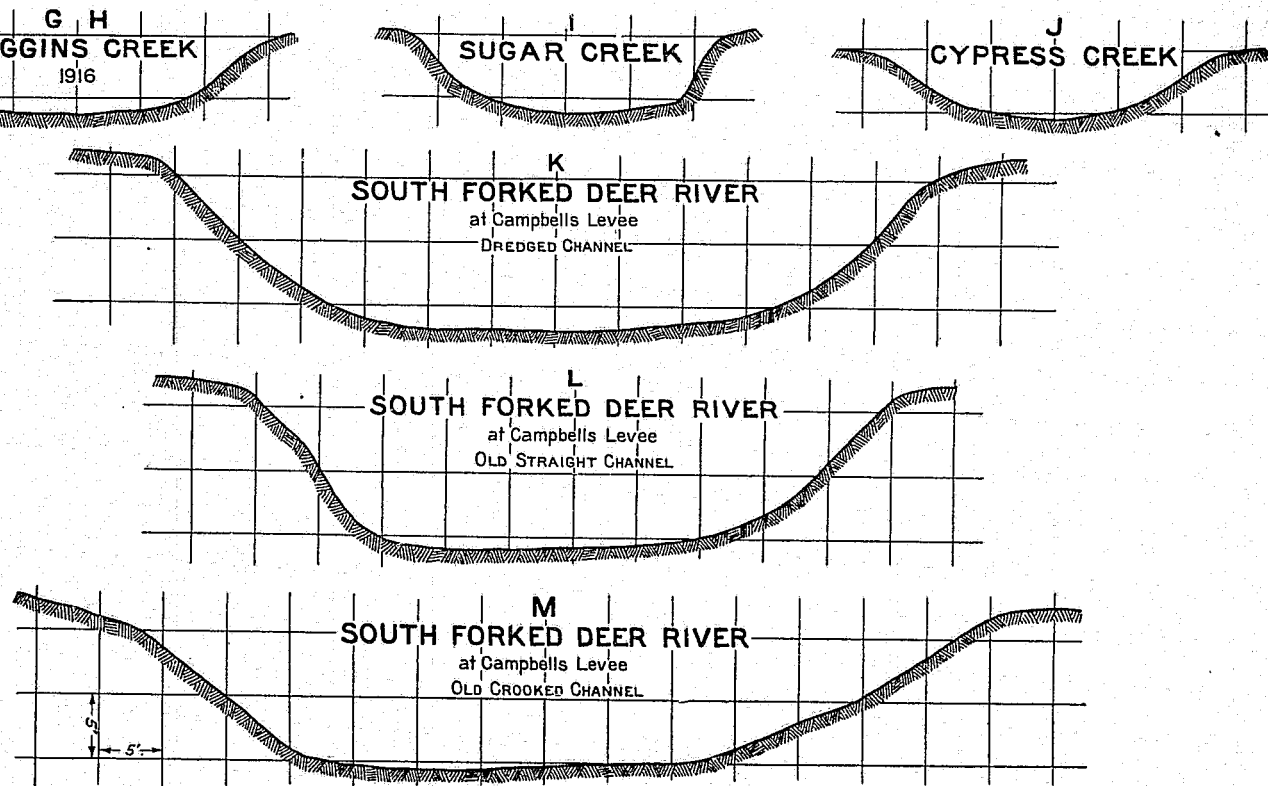 G H
GGINS CREEK
1916
I
SUGAR CREEK
J
CYPRESS CREEK
K
SOUTH FORKED DEER RIVER
at Campbells Levee
DREDGED CHANNEL
L
SOUTH FORKED DEER RIVER
at Campbells Levee
OLD STRAIGHT CHANNEL
M
SOUTH FORKED DEER RIVER
at Campbells Levee
OLD CROOKED CHANNEL
5'
5'